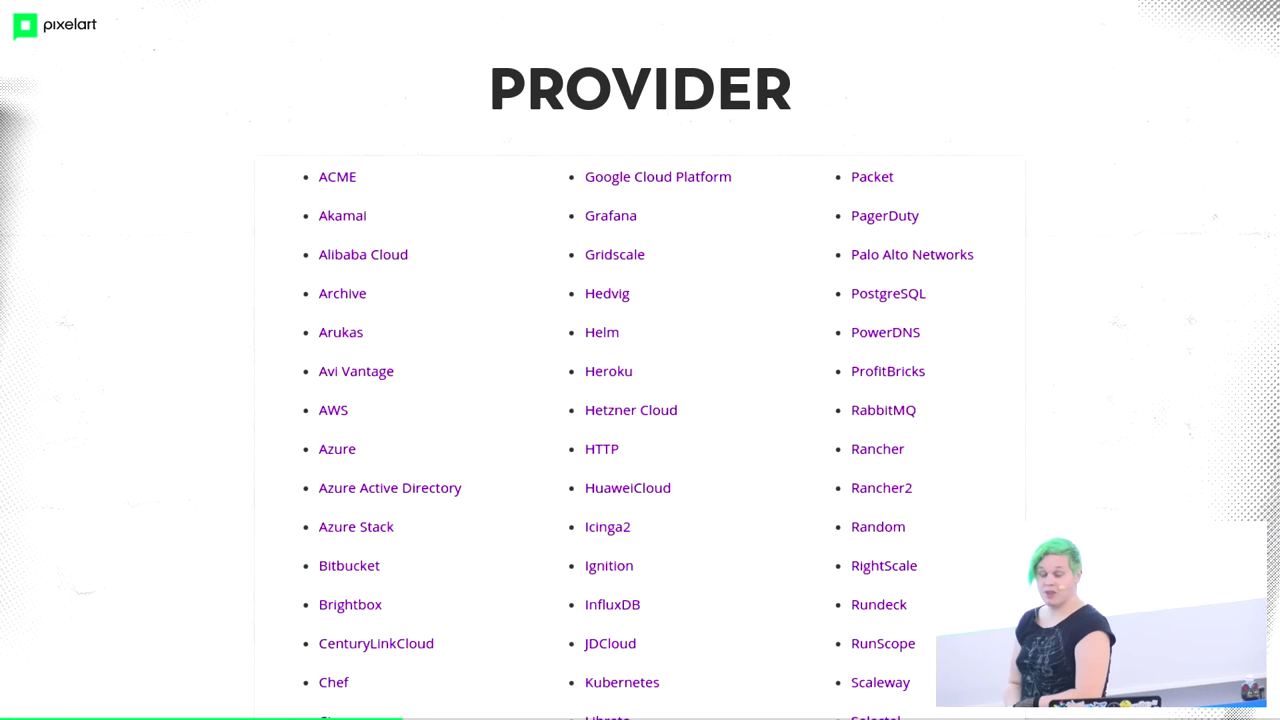 pixelart
PROVIDER
ACME
Akamai
Alibaba Cloud
Archive
Arukas
Avi Vantage
AWS
Azure
Azure Active Directory
Azure Stack
Bitbucket
Brightbox
CenturyLinkCloud
Chef
Google Cloud Platform
Grafana
Gridscale
Hedvig
Helm
Heroku
Hetzner Cloud
HTTP
HuaweiCloud
Icinga2
Ignition
InfluxDB
JDCloud
Kubernetes
Packet
PagerDuty
Palo Alto Networks
PostgreSQL
PowerDNS
ProfitBricks
RabbitMQ
Rancher
Rancher2
Random
RightScale
Rundeck
RunScope
Scaleway